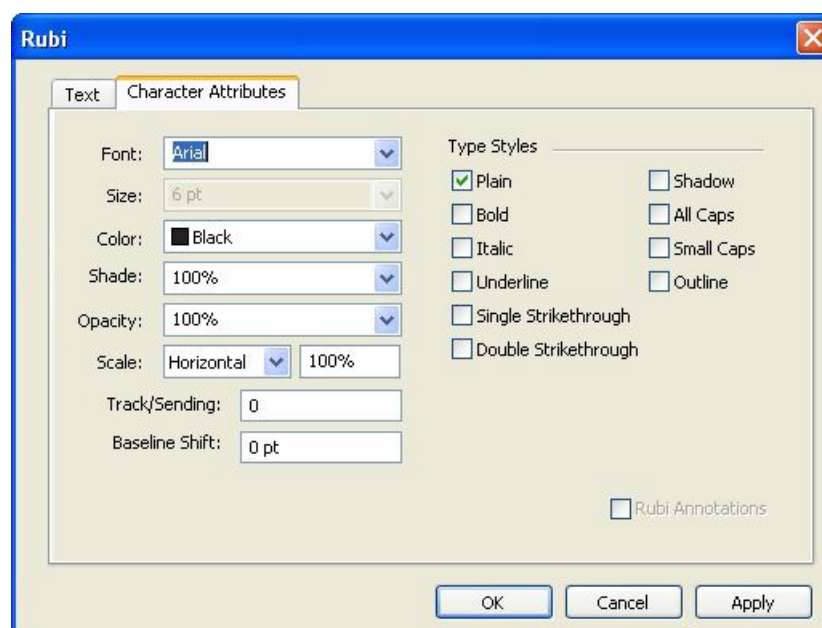 Rubi
Text
Character Attributes
Font: Arial
Size: 6 pt
Color: Black
Shade: 100%
Opacity: 100%
Scale: Horizontal 100%
Track/Sending: 0
Baseline Shift: 0 pt
Type Styles
Plain
Bold
Italic
Underline
Single Strikethrough
Double Strikethrough
Shadow
All Caps
Small Caps
Outline
Rubi Annotations
OK Cancel Apply